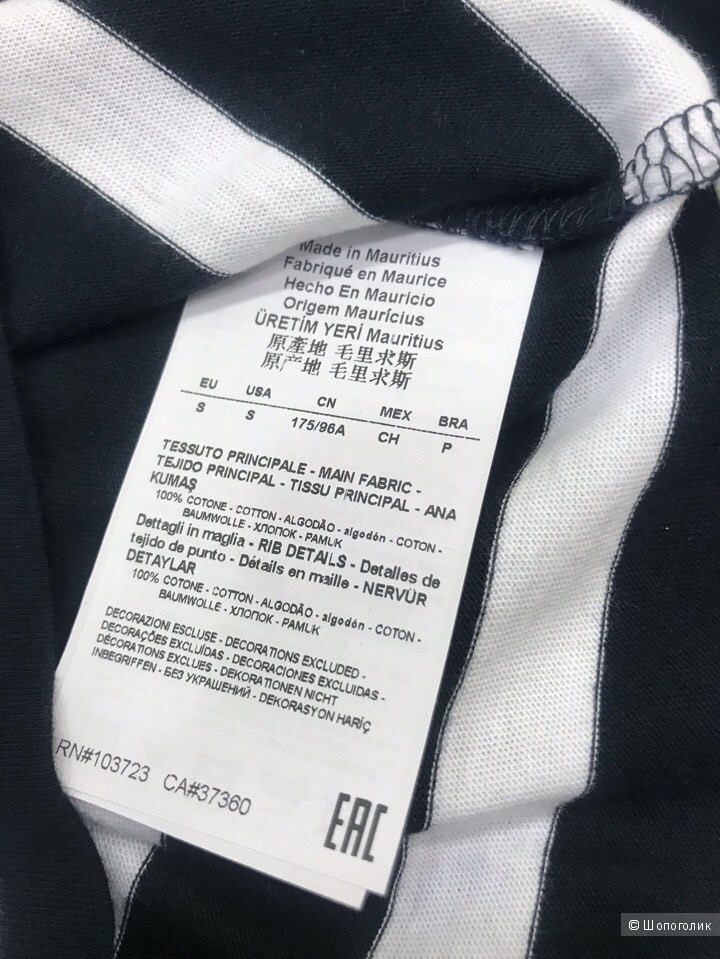 Made in Mauritius
Fabriqué en Maurice
Hecho En Mauricio
Origem Maurícius
ÜRETİM YERİ Mauritius
原產地 毛里求斯
原产地 毛里求斯
EU USA CN MEX BRA
S S 175/96A CH P
TESSUTO PRINCIPALE - MAIN FABRIC -
TEJIDO PRINCIPAL - TISSU PRINCIPAL - ANA
KUMAŞ
100% COTONE - COTTON - ALGODÃO - algodón - COTON -
BAUMWOLLE - ХЛОПОК - PAMUK
Dettagli in maglia - RIB DETAILS - Detalles de
tejido de punto - Détails en maille - NERVÜR
DETAYLAR
100% COTONE - COTTON - ALGODÃO - algodón - COTON -
BAUMWOLLE - ХЛОПОК - PAMUK
DECORAZIONI ESCLUSE - DECORATIONS EXCLUDED -
DECORAÇÕES EXCLUÍDAS - DECORACIONES EXCLUIDAS -
DÉCORATIONS EXCLUES - DEKORATIONEN NICHT
INBEGRIFFEN - БЕЗ УКРАШЕНИЙ - DEKORASYON HARİÇ
RN#103723 CA#37360
EAC
© Шопоголик